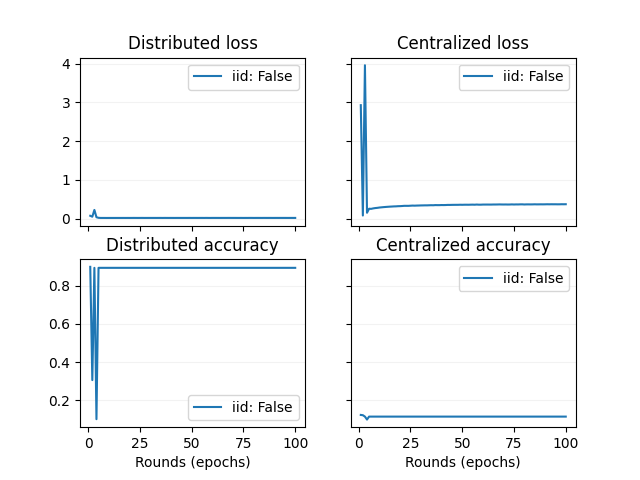 Distributed loss
iid: False
4
3
2
1
0
Centralized loss
iid: False
Distributed accuracy
iid: False
0.8
0.6
0.4
0.2
0 25 50 75 100
Rounds (epochs)
Centralized accuracy
iid: False
0 25 50 75 100
Rounds (epochs)